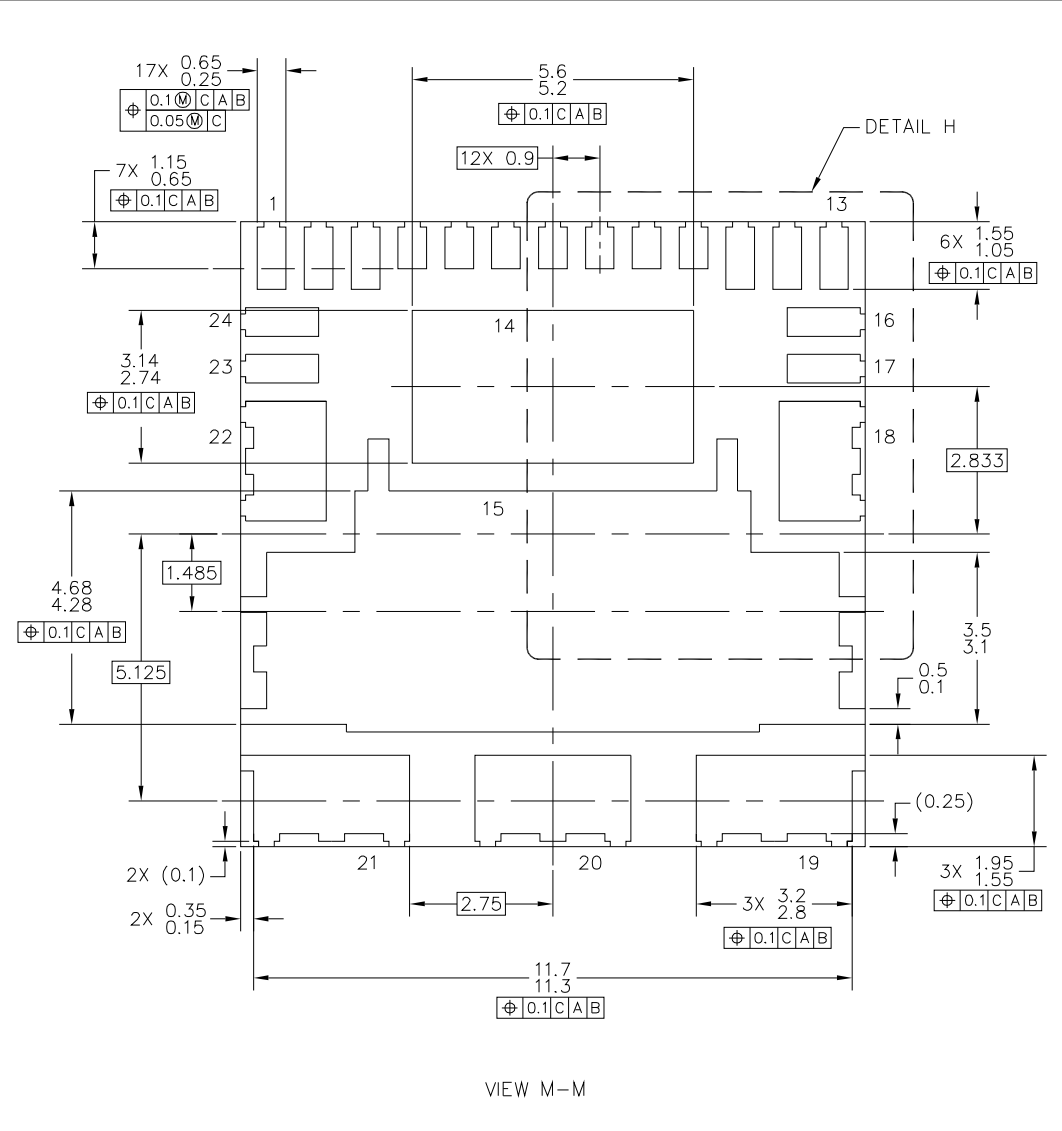 17X 0.65
0.25
⌖ 0.1Ⓜ C A B
0.05Ⓜ C
5.6
5.2
⌖ 0.1 C A B
DETAIL H
12X 0.9
7X 1.15
0.65
⌖ 0.1 C A B
1
13
6X 1.55
1.05
⌖ 0.1 C A B
24
14
16
23
17
3.14
2.74
⌖ 0.1 C A B
22
18
2.833
15
1.485
4.68
4.28
⌖ 0.1 C A B
3.5
3.1
5.125
0.5
0.1
(0.25)
21
20
19
2X (0.1)
3X 1.95
1.55
⌖ 0.1 C A B
2X 0.35
0.15
2.75
3X 3.2
2.8
⌖ 0.1 C A B
11.7
11.3
⌖ 0.1 C A B
VIEW M-M